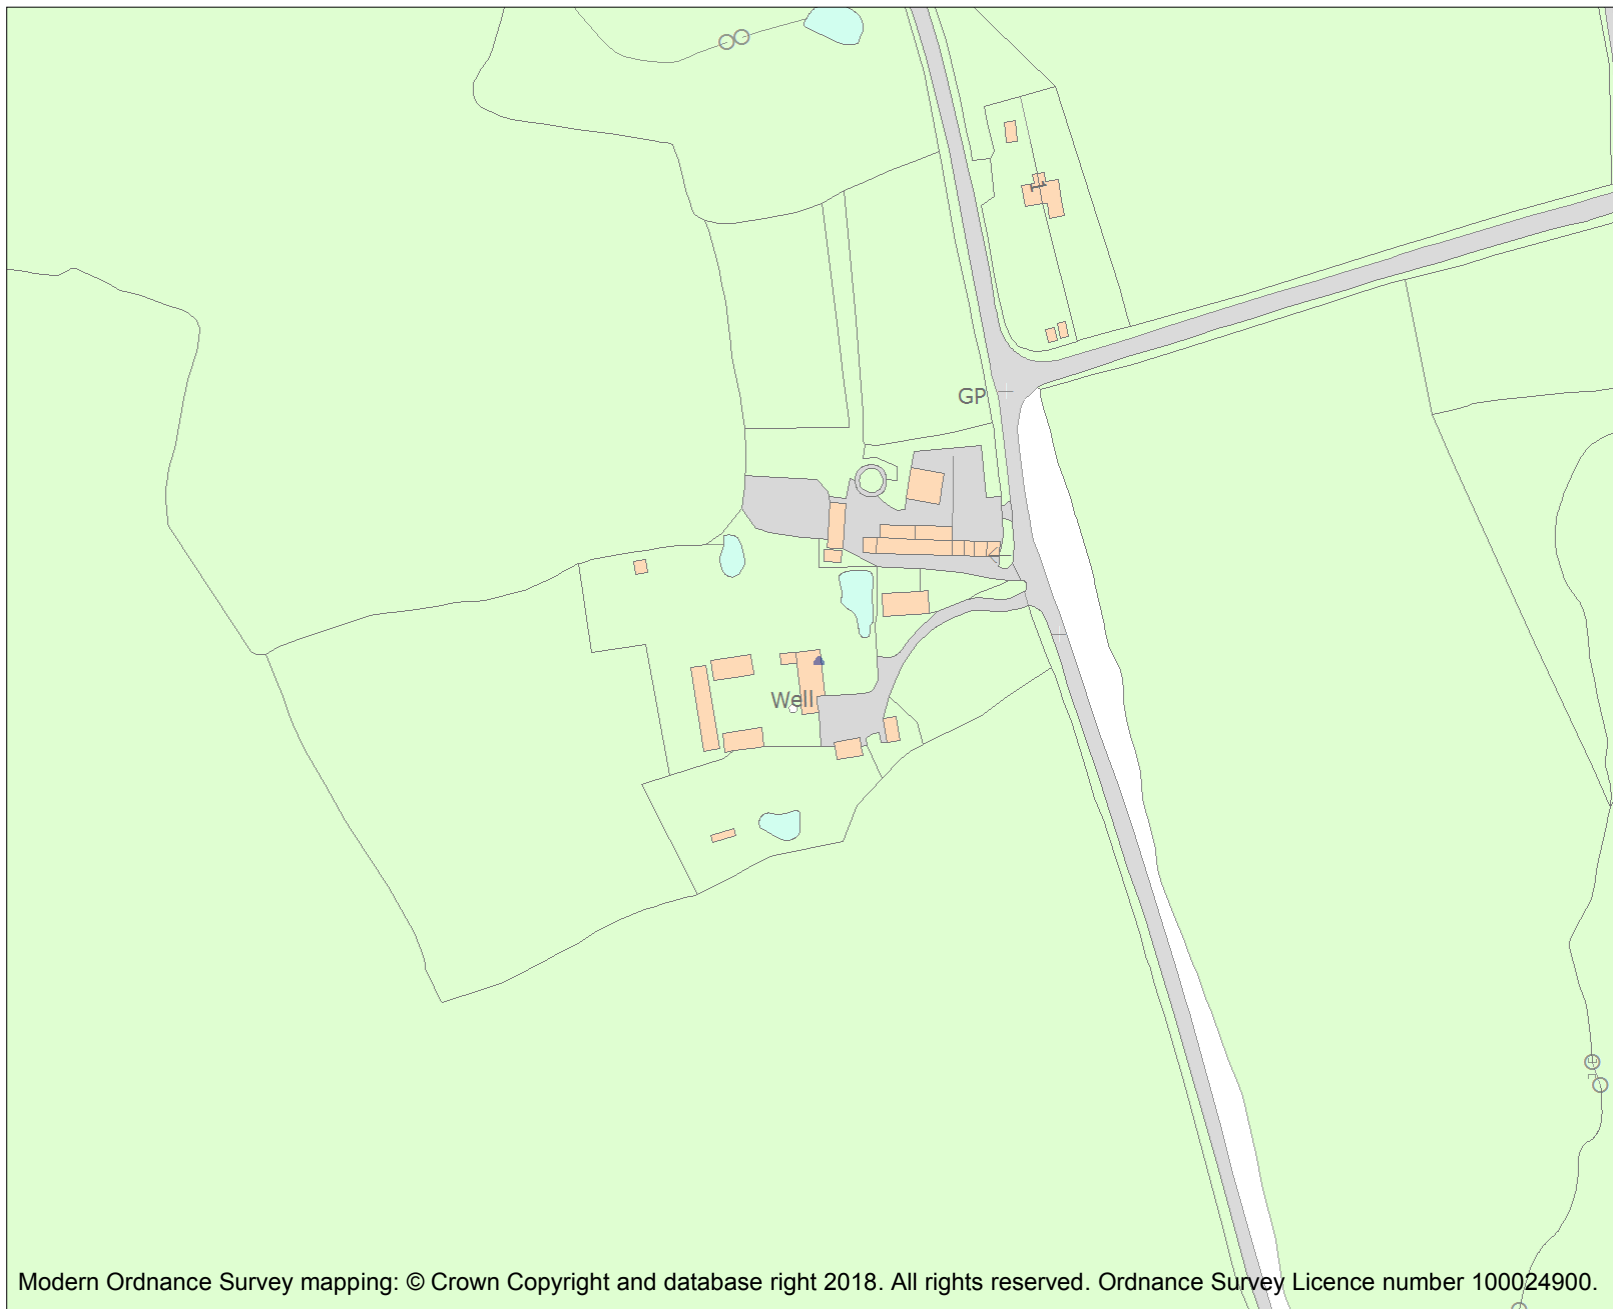 1
GP
Well
Modern Ordnance Survey mapping: © Crown Copyright and database right 2018. All rights reserved. Ordnance Survey Licence number 100024900.